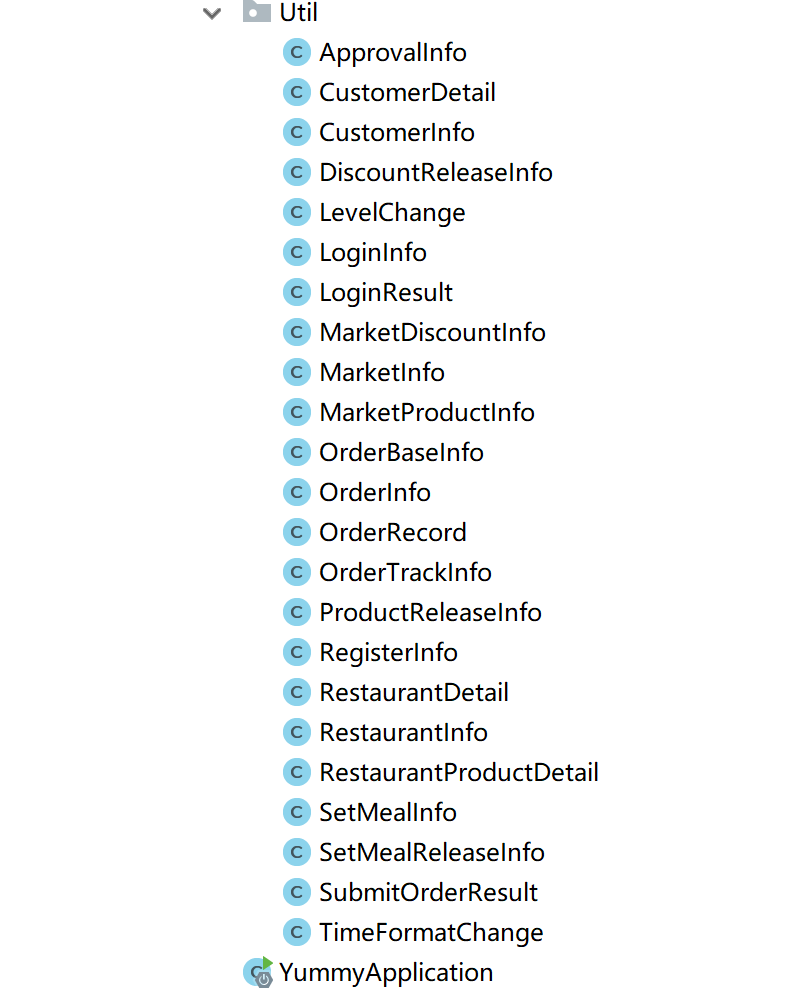 Util
C ApprovalInfo
C CustomerDetail
C CustomerInfo
C DiscountReleaseInfo
C LevelChange
C LoginInfo
C LoginResult
C MarketDiscountInfo
C MarketInfo
C MarketProductInfo
C OrderBaseInfo
C OrderInfo
C OrderRecord
C OrderTrackInfo
C ProductReleaseInfo
C RegisterInfo
C RestaurantDetail
C RestaurantInfo
C RestaurantProductDetail
C SetMealInfo
C SetMealReleaseInfo
C SubmitOrderResult
C TimeFormatChange
C YummyApplication